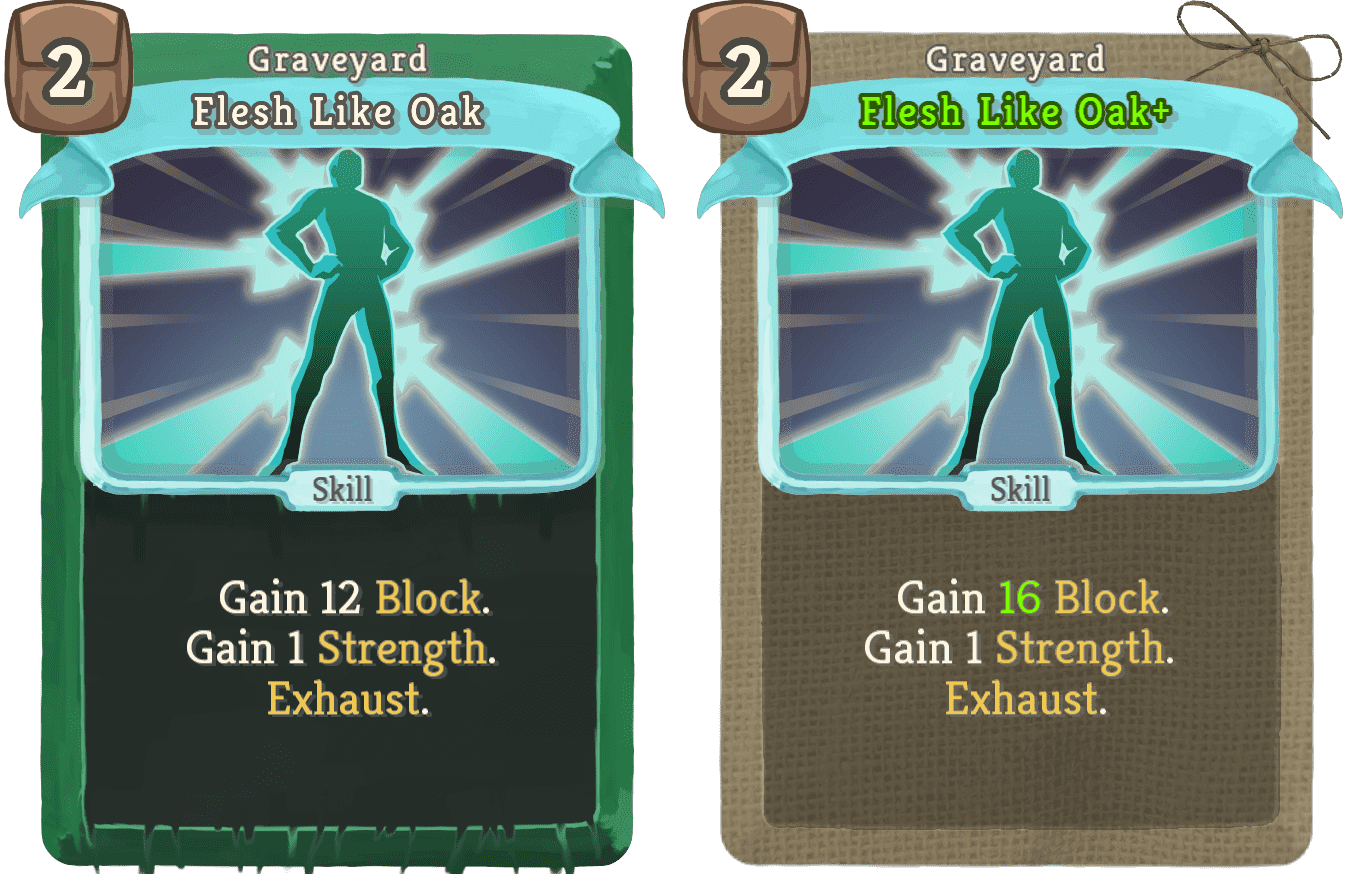 2
Graveyard
Flesh Like Oak
Skill
Gain 12 Block.
Gain 1 Strength.
Exhaust.
2
Graveyard
Flesh Like Oak+
Skill
Gain 16 Block.
Gain 1 Strength.
Exhaust.